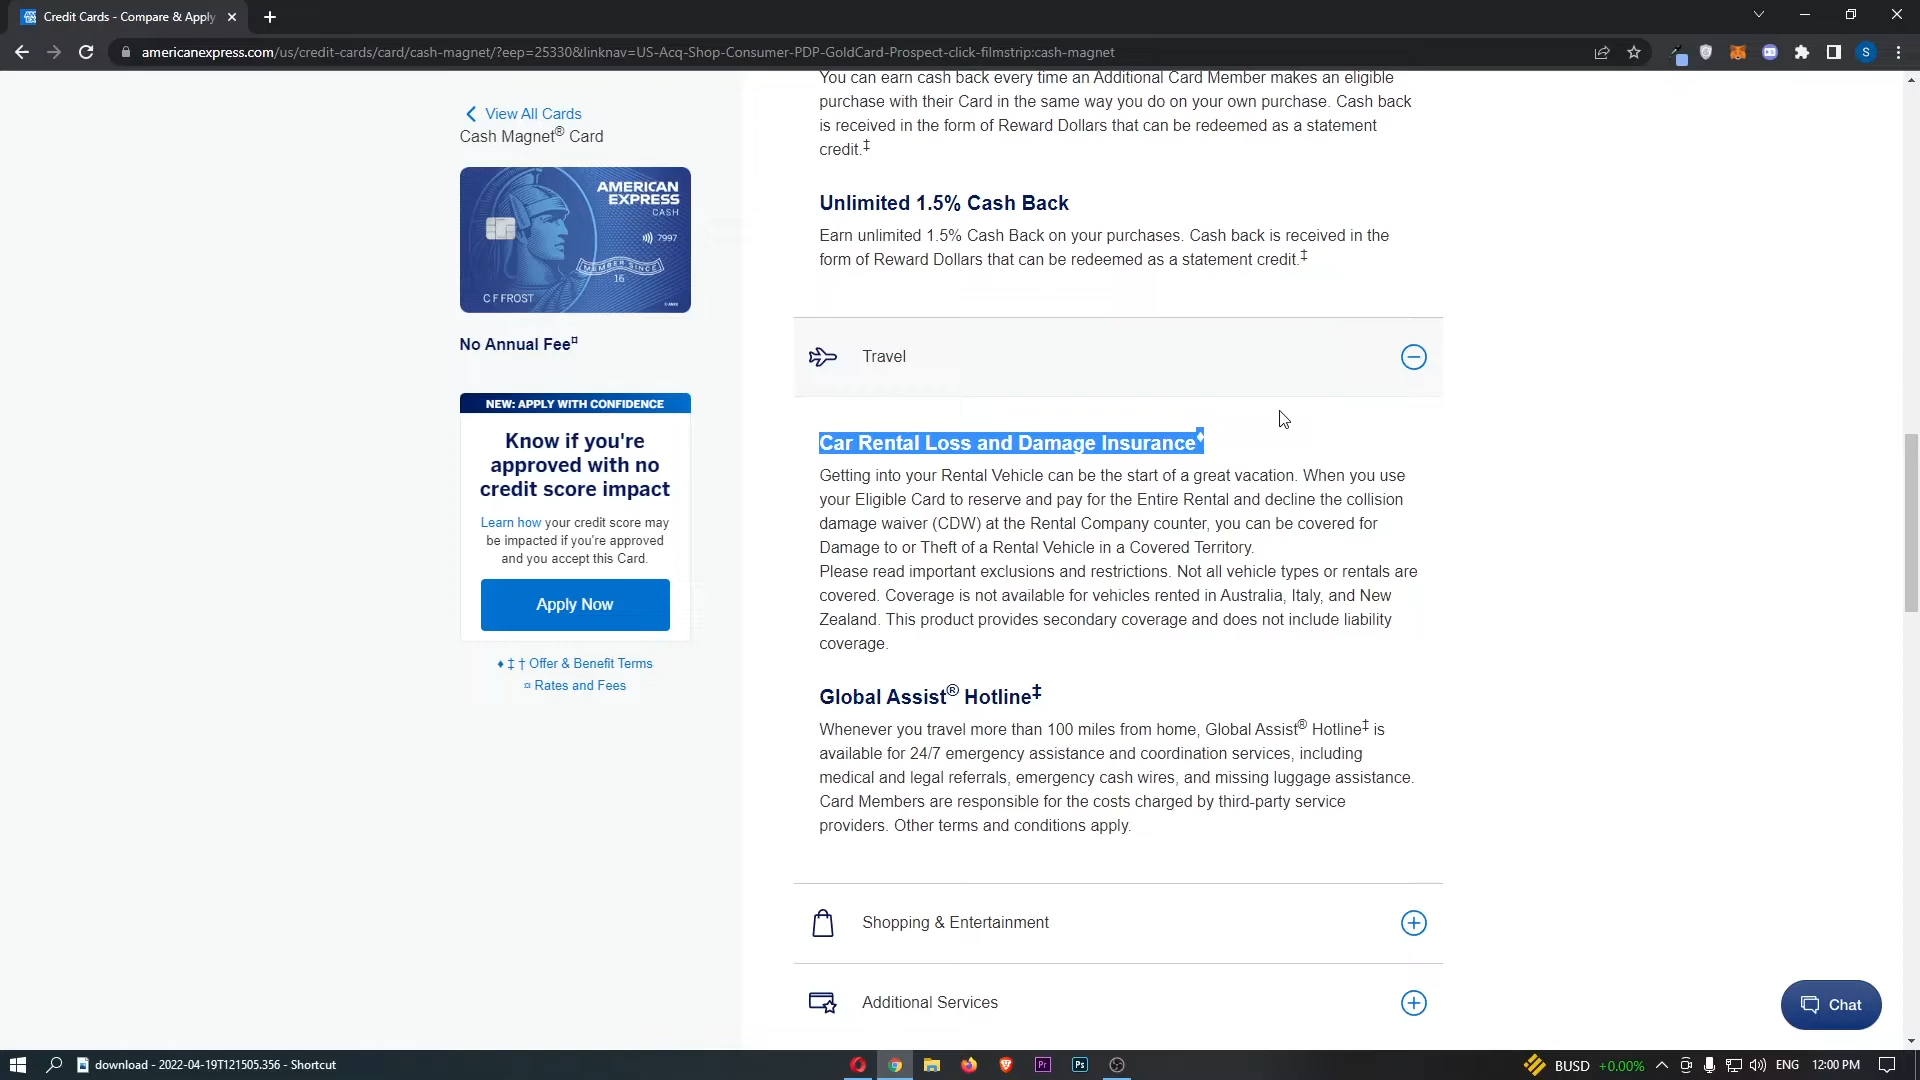 Credit Cards - Compare & Apply
americanexpress.com/us/credit-cards/card/cash-magnet/?eep=25330&linknav=US-Acq-Shop-Consumer-PDP-GoldCard-Prospect-click-filmstrip:cash-magnet
S
View All Cards
Cash Magnet® Card
AMERICAN
EXPRESS
CASH
7997
MEMBER SINCE
16
C F FROST
No Annual Fee¤
NEW: APPLY WITH CONFIDENCE
Know if you're
approved with no
credit score impact
Learn how your credit score may
be impacted if you're approved
and you accept this Card.
Apply Now
♦ ‡ † Offer & Benefit Terms
¤ Rates and Fees
You can earn cash back every time an Additional Card Member makes an eligible
purchase with their Card in the same way you do on your own purchase. Cash back
is received in the form of Reward Dollars that can be redeemed as a statement
credit.‡
Unlimited 1.5% Cash Back
Earn unlimited 1.5% Cash Back on your purchases. Cash back is received in the
form of Reward Dollars that can be redeemed as a statement credit.‡
Travel
Car Rental Loss and Damage Insurance♦
Getting into your Rental Vehicle can be the start of a great vacation. When you use
your Eligible Card to reserve and pay for the Entire Rental and decline the collision
damage waiver (CDW) at the Rental Company counter, you can be covered for
Damage to or Theft of a Rental Vehicle in a Covered Territory.
Please read important exclusions and restrictions. Not all vehicle types or rentals are
covered. Coverage is not available for vehicles rented in Australia, Italy, and New
Zealand. This product provides secondary coverage and does not include liability
coverage.
Global Assist® Hotline‡
Whenever you travel more than 100 miles from home, Global Assist® Hotline‡ is
available for 24/7 emergency assistance and coordination services, including
medical and legal referrals, emergency cash wires, and missing luggage assistance.
Card Members are responsible for the costs charged by third-party service
providers. Other terms and conditions apply.
Shopping & Entertainment
Additional Services
Chat
download - 2022-04-19T121505.356 - Shortcut
Pr
Ps
BUSD +0.00%
ENG
12:00 PM